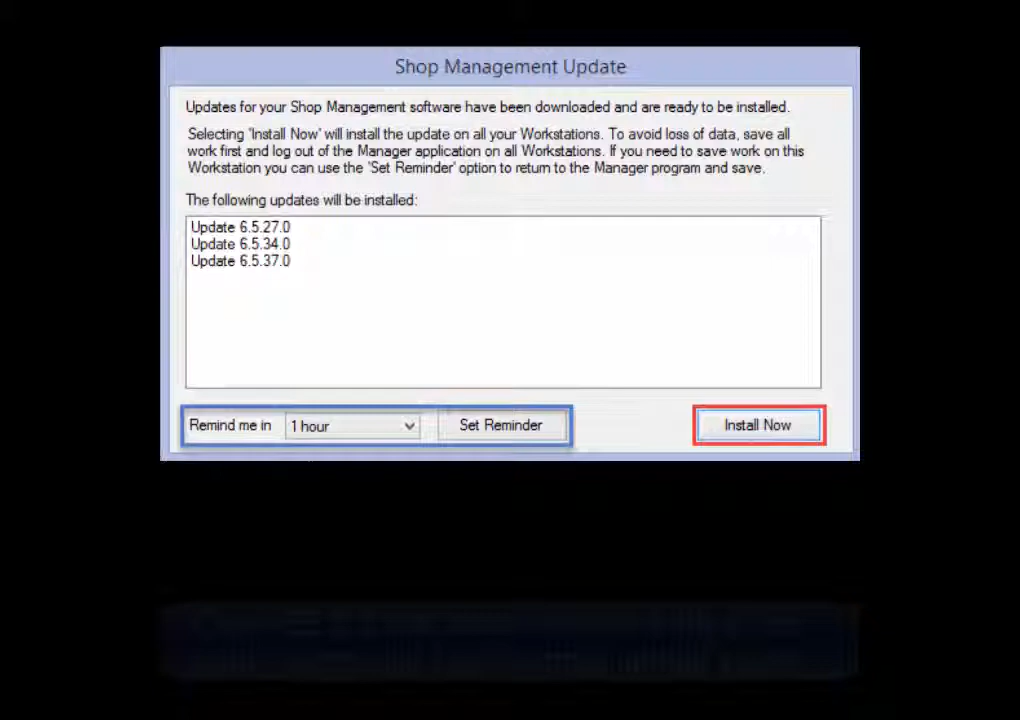 Shop Management Update
Updates for your Shop Management software have been downloaded and are ready to be installed.
Selecting 'Install Now' will install the update on all your Workstations. To avoid loss of data, save all
work first and log out of the Manager application on all Workstations. If you need to save work on this
Workstation you can use the 'Set Reminder' option to return to the Manager program and save.
The following updates will be installed:
Update 6.5.27.0
Update 6.5.34.0
Update 6.5.37.0
Remind me in 1 hour Set Reminder Install Now